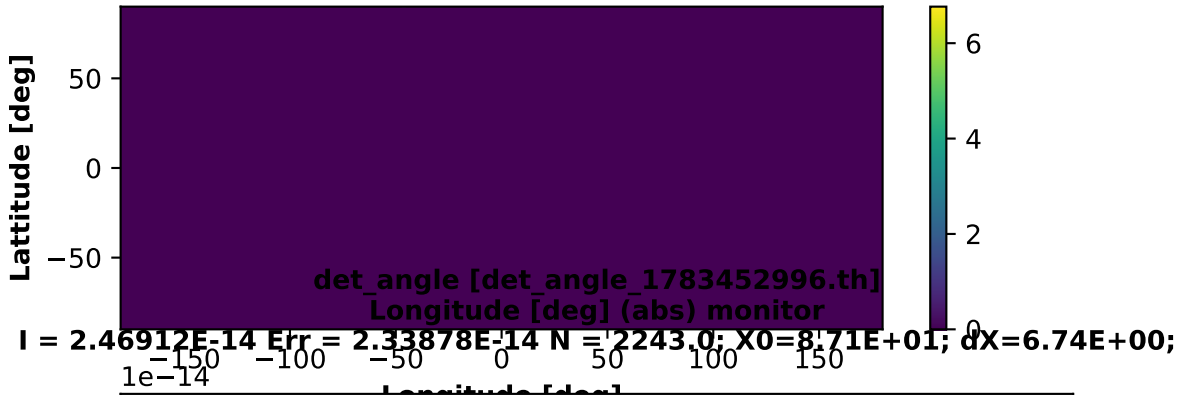 6
50
Lattitude [deg]
4
0
2
−50
det_angle [det_angle_1783452996.th]
Longitude [deg] (abs) monitor
0
I = 2.46912E-14 Err = 2.33878E-14 N = 2243.0; X0=8.71E+01; dX=6.74E+00;
−150 −100 −50 0 50 100 150
1e−14
Longitude [deg]